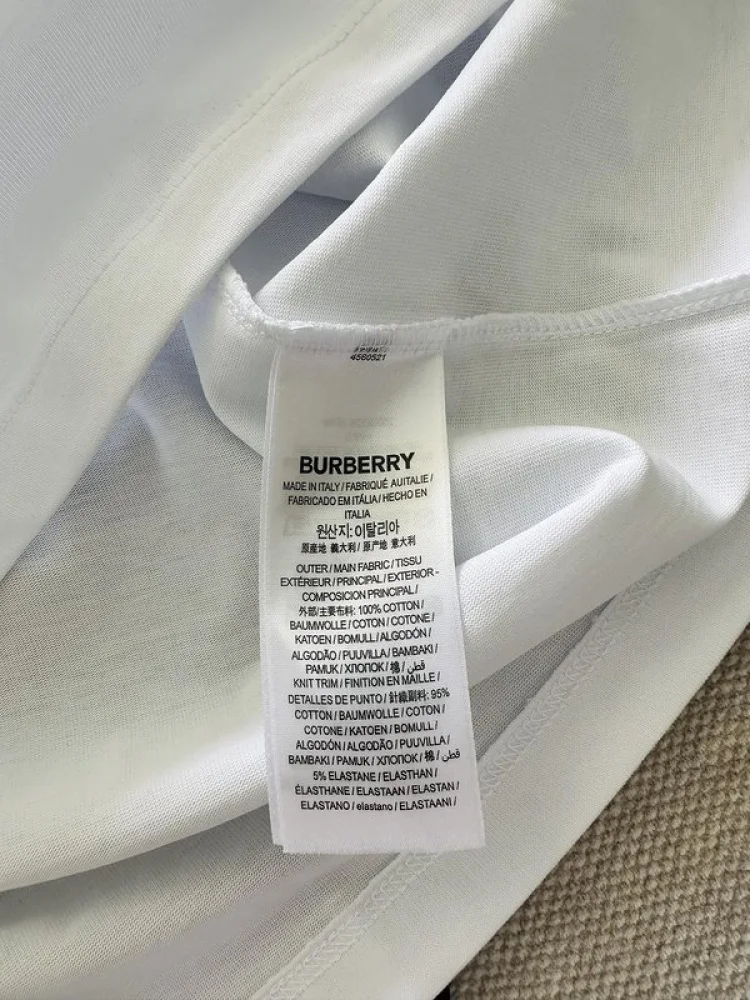 4560521
BURBERRY
MADE IN ITALY / FABRIQUÉ AUITALIE /
FABRICADO EM ITÁLIA / HECHO EN
ITALIA
원산지: 이탈리아
原産地 義大利 / 原产地 意大利
OUTER / MAIN FABRIC / TISSU
EXTÉRIEUR / PRINCIPAL / EXTERIOR -
COMPOSICION PRINCIPAL /
外部/主要布料: 100% COTTON /
BAUMWOLLE / COTON / COTONE /
KATOEN / BOMULL / ALGODÓN /
ALGODÃO / PUUVILLA / BAMBAKI /
PAMUK / ХЛОПОК / 棉 / قطن /
KNIT TRIM / FINITION EN MAILLE /
DETALLES DE PUNTO / 針織副料: 95%
COTTON / BAUMWOLLE / COTON /
COTONE / KATOEN / BOMULL /
ALGODÓN / ALGODÃO / PUUVILLA /
BAMBAKI / PAMUK / ХЛОПОК / 棉 / قطن
5% ELASTANE / ELASTHAN /
ÉLASTHANE / ELASTAAN / ELASTAN /
ELASTANO / elastano / ELASTAANI /